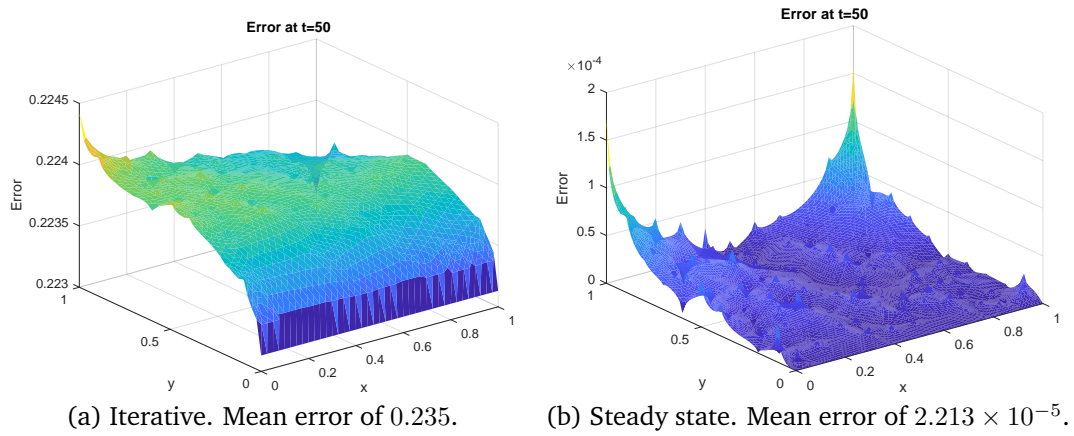 Error at t=50
0.2245
0.224
0.2235
0.223
Error
1
0.5
0
y
0
0.2
0.4
0.6
0.8
1
x
(a) Iterative. Mean error of 0.235.
Error at t=50
×10-4
2
1.5
1
0.5
0
Error
1
0.5
0
y
0
0.2
0.4
0.6
0.8
1
x
(b) Steady state. Mean error of 2.213 × 10−5.